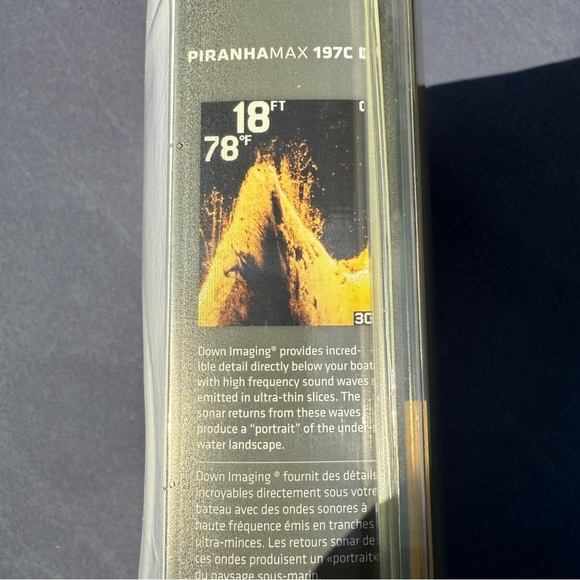 PIRANHAMAX 197C
18 FT
78°F
30
Down Imaging® provides incred-
ible detail directly below your boat
with high frequency sound waves
emitted in ultra-thin slices. The
sonar returns from these waves
produce a "portrait" of the under-
water landscape.
Down Imaging ® fournit des détails
incroyables directement sous votre
bateau avec des ondes sonores à
haute fréquence émis en tranches
ultra-minces. Les retours sonar de
ces ondes produisent un «portrait»
du paysage sous-marin.